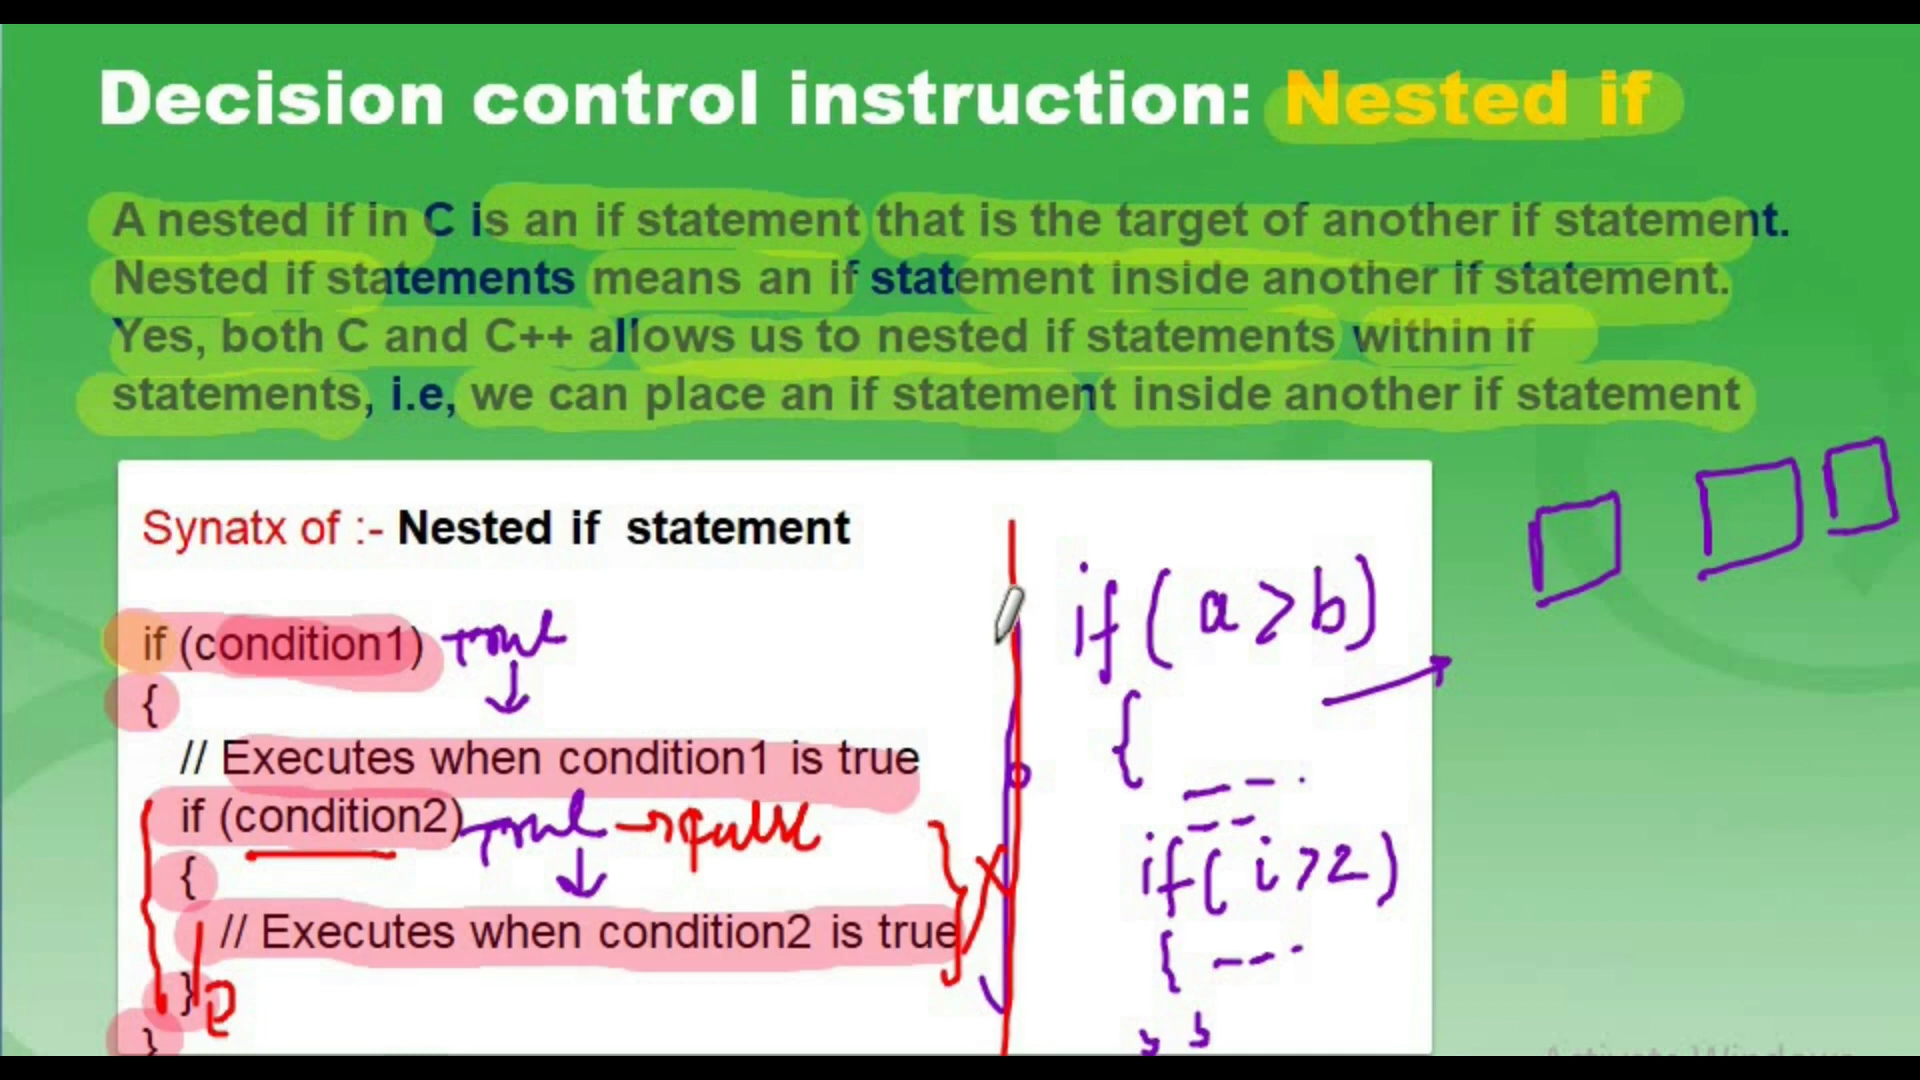 Decision control instruction: Nested if
A nested if in C is an if statement that is the target of another if statement.
Nested if statements means an if statement inside another if statement.
Yes, both C and C++ allows us to nested if statements within if
statements, i.e, we can place an if statement inside another if statement
Synatx of :- Nested if statement
if (condition1) true
{
// Executes when condition1 is true
if (condition2) true → false
{
// Executes when condition2 is true
}
}
if ( a > b )
{
if ( i > 2 )
{